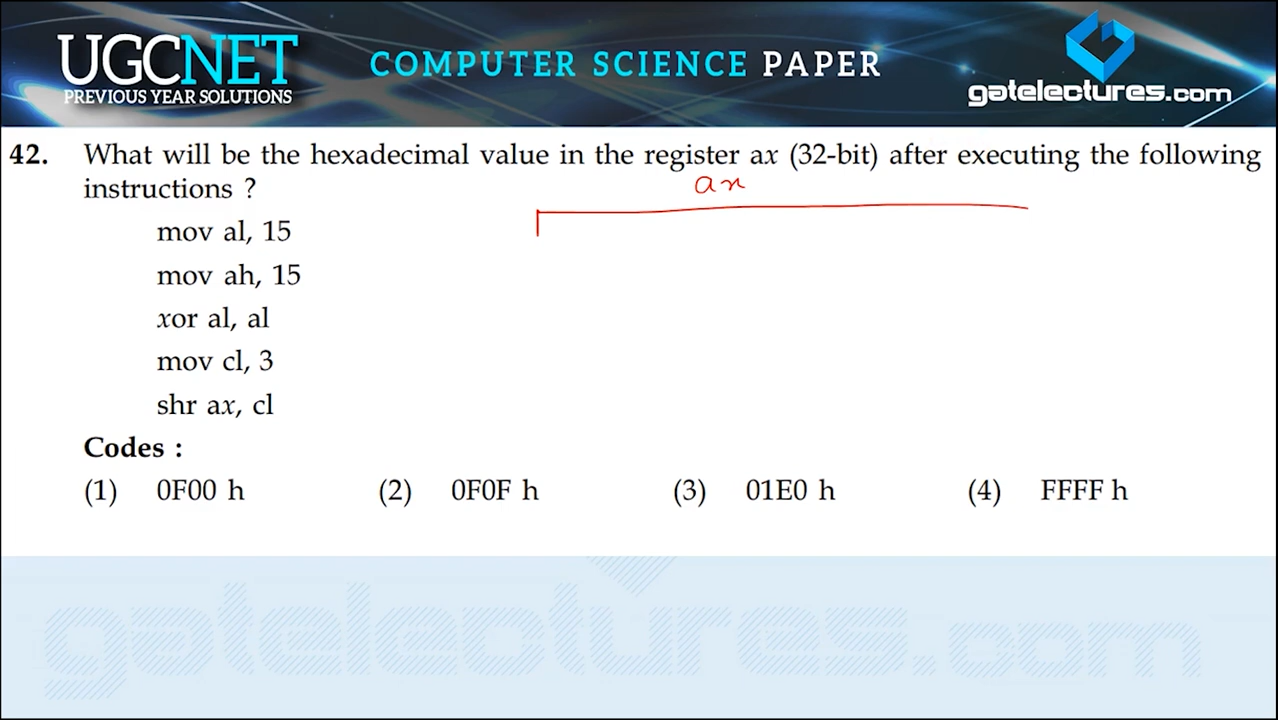 UGCNET
PREVIOUS YEAR SOLUTIONS
COMPUTER SCIENCE PAPER
gatelectures.com
42. What will be the hexadecimal value in the register ax (32-bit) after executing the following
instructions ?
ax
mov al, 15
mov ah, 15
xor al, al
mov cl, 3
shr ax, cl
Codes :
(1) 0F00 h (2) 0F0F h (3) 01E0 h (4) FFFF h
gatelectures.com